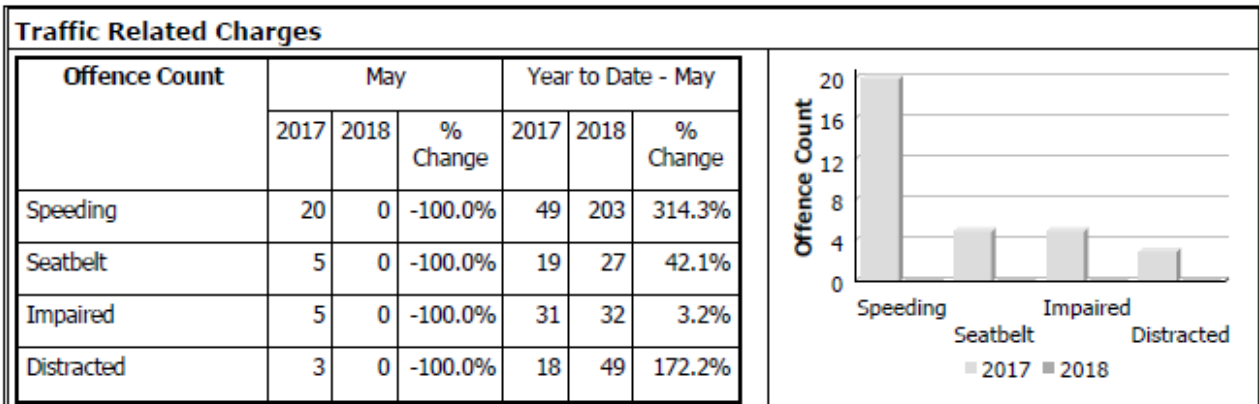 Traffic Related Charges
Offence Count May Year to Date - May
2017 2018 % Change 2017 2018 % Change
Speeding 20 0 -100.0% 49 203 314.3%
Seatbelt 5 0 -100.0% 19 27 42.1%
Impaired 5 0 -100.0% 31 32 3.2%
Distracted 3 0 -100.0% 18 49 172.2%
Offence Count
20
16
12
8
4
0
Speeding Impaired
Seatbelt Distracted
2017 2018